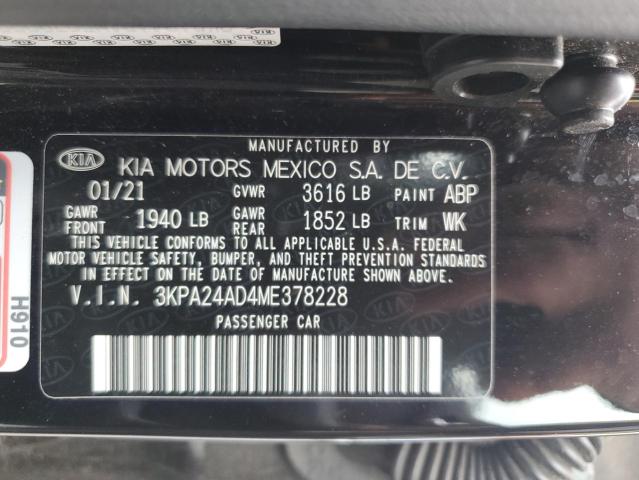 MANUFACTURED BY
KIA KIA MOTORS MEXICO S.A. DE C.V.
01/21 GVWR 3616 LB PAINT ABP
GAWR FRONT 1940 LB GAWR REAR 1852 LB TRIM WK
THIS VEHICLE CONFORMS TO ALL APPLICABLE U.S.A. FEDERAL
MOTOR VEHICLE SAFETY, BUMPER, AND THEFT PREVENTION STANDARDS
IN EFFECT ON THE DATE OF MANUFACTURE SHOWN ABOVE.
V.I.N. 3KPA24AD4ME378228
PASSENGER CAR
H910